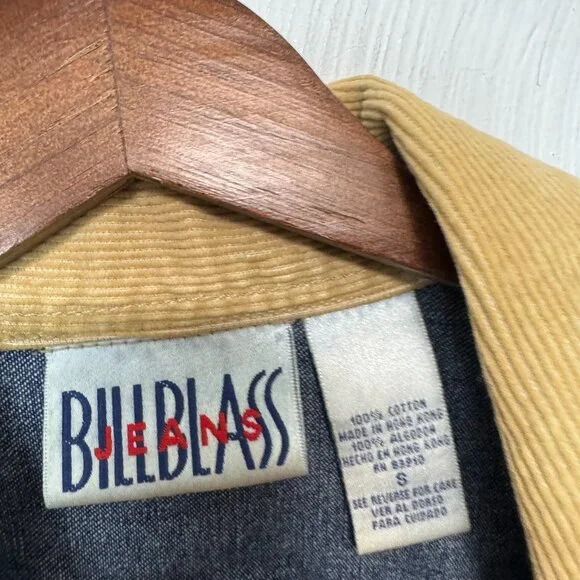 BILLBLASS
JEANS
100% COTTON
MADE IN HONG KONG
100% ALGODON
HECHO EN HONG KONG
RN 83910
S
SEE REVERSE FOR CARE
VER AL DORSO
PARA CUIDADO